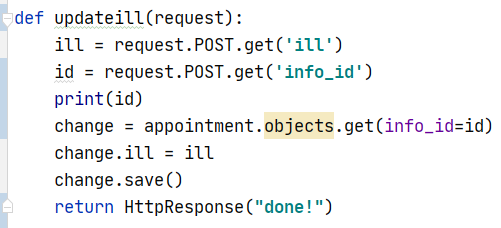 def updateill(request):
    ill = request.POST.get('ill')
    id = request.POST.get('info_id')
    print(id)
    change = appointment.objects.get(info_id=id)
    change.ill = ill
    change.save()
    return HttpResponse("done!")